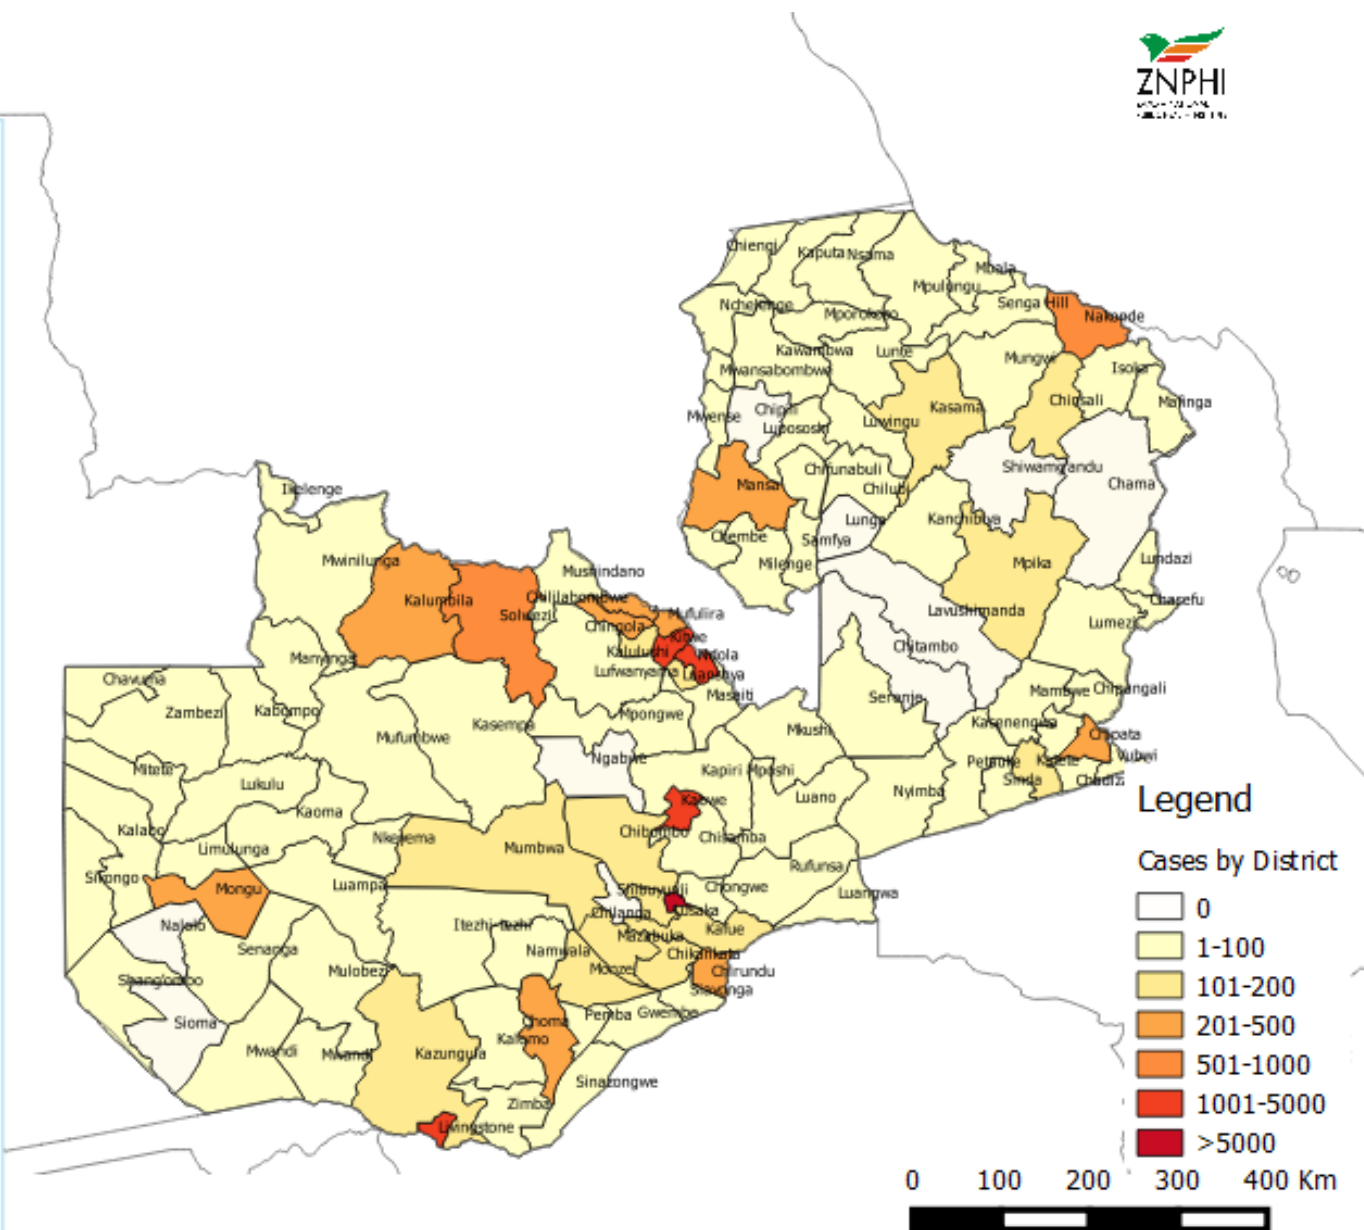 ZNPHI
Chiengi
Kaputa
Nsama
Mbala
Mpulungu
Senga Hill
Nakonde
Nchelenge
Mporokoso
Kawambwa
Lunte
Mungwi
Isoka
Mwansabombwe
Mafinga
Mwense
Chipili
Kasama
Chinsali
Lupososhi
Luwingu
Chifunabuli
Shiwamg'andu
Chama
Mansa
Chilubi
Ikelenge
Lunga
Kanchibiya
Chembe
Samfya
Mwinilunga
Mushindano
Milenge
Mpika
Lundazi
Kalumbila
Solwezi
Chililabombwe
Chasefu
Mufulira
Lavushimanda
Lumezi
Chingola
Kitwe
Manyinga
Kalulushi
Ndola
Chitambo
Lufwanyama
Luanshya
Chavuma
Masaiti
Serenje
Mambwe
Chipangali
Zambezi
Kabompo
Kasempa
Mpongwe
Kasenengwa
Mufumbwe
Mkushi
Chipata
Mitete
Ngabwe
Kapiri Mposhi
Petauke
Katete
Vubwi
Lukulu
Nyimba
Sinda
Chadiza
Kaoma
Kabwe
Luano
Kalabo
Nkeyema
Chibombo
Chisamba
Limulunga
Mumbwa
Sikongo
Mongu
Luampa
Shibuyunji
Chongwe
Rufunsa
Luangwa
Nalolo
Itezhi-tezhi
Chilanga
Lusaka
Senanga
Namwala
Mazabuka
Kafue
Shang'ombo
Mulobezi
Monze
Chikankata
Chirundu
Siavonga
Sioma
Choma
Pemba
Gwembe
Mwandi
Mwandi
Kazungula
Kalomo
Sinazongwe
Zimba
Livingstone
Legend
Cases by District
0
1-100
101-200
201-500
501-1000
1001-5000
>5000
0 100 200 300 400 Km